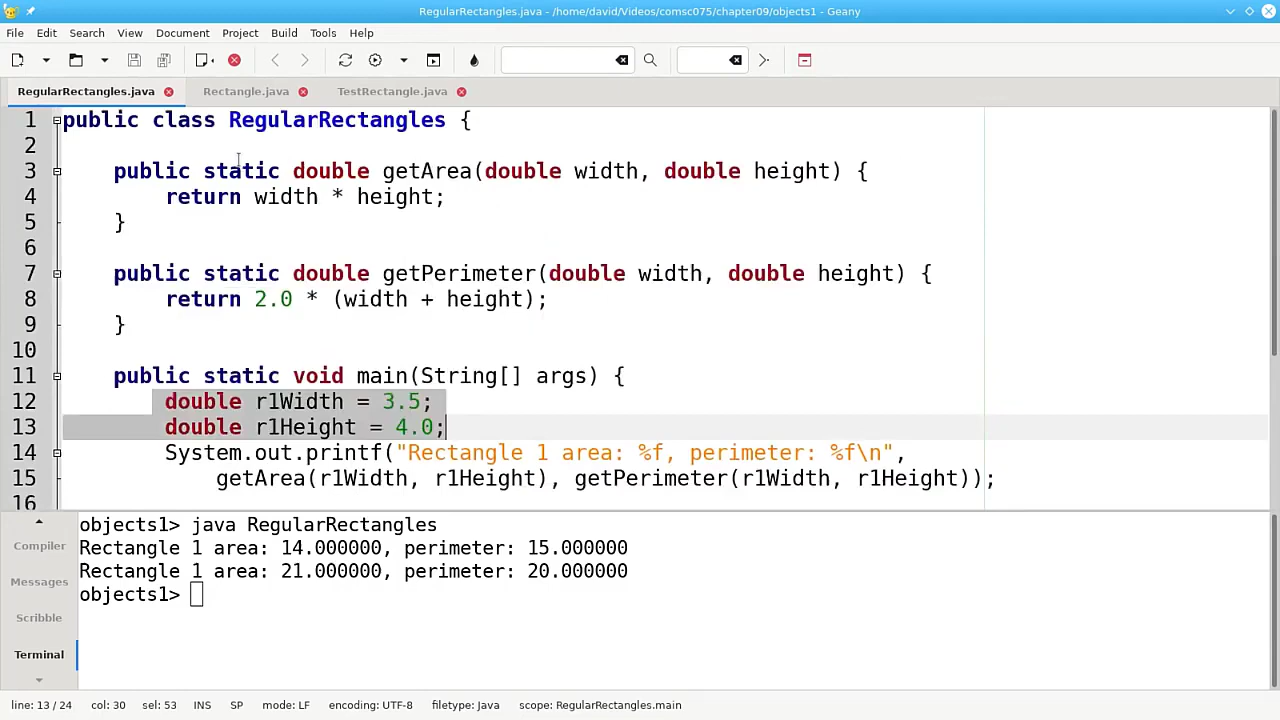 RegularRectangles.java - /home/david/Videos/comsc075/chapter09/objects1 - Geany
File Edit Search View Document Project Build Tools Help
RegularRectangles.java Rectangle.java TestRectangle.java
1 public class RegularRectangles {
2
3 public static double getArea(double width, double height) {
4 return width * height;
5 }
6
7 public static double getPerimeter(double width, double height) {
8 return 2.0 * (width + height);
9 }
10
11 public static void main(String[] args) {
12 double r1Width = 3.5;
13 double r1Height = 4.0;
14 System.out.printf("Rectangle 1 area: %f, perimeter: %f\n",
15 getArea(r1Width, r1Height), getPerimeter(r1Width, r1Height));
16
Compiler
Messages
Scribble
Terminal
objects1> java RegularRectangles
Rectangle 1 area: 14.000000, perimeter: 15.000000
Rectangle 1 area: 21.000000, perimeter: 20.000000
objects1>
line: 13 / 24 col: 30 sel: 53 INS SP mode: LF encoding: UTF-8 filetype: Java scope: RegularRectangles.main